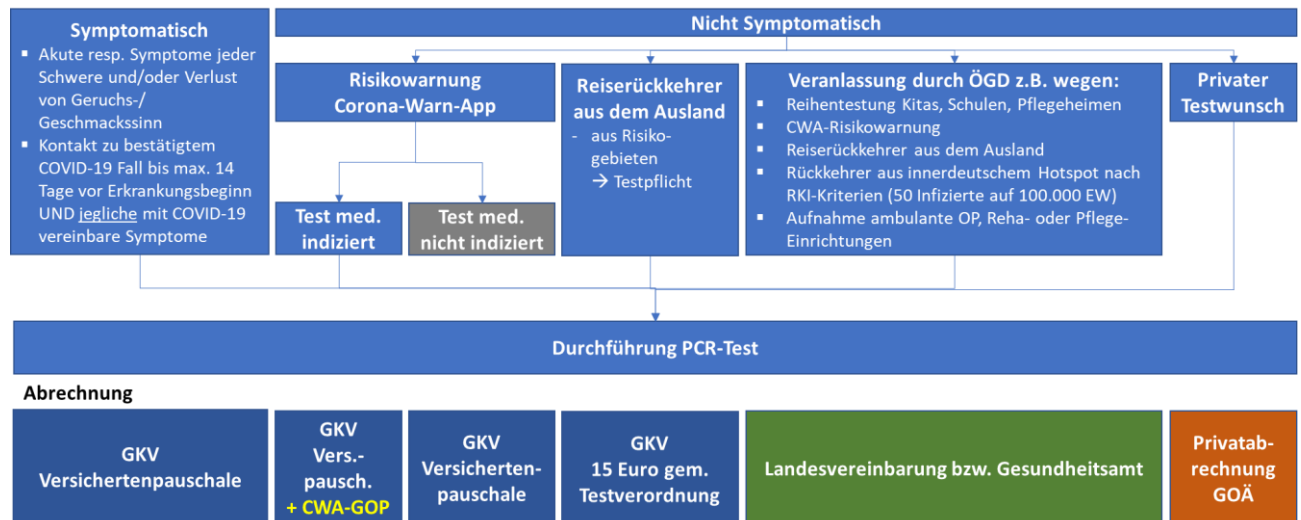 Symptomatisch
▪ Akute resp. Symptome jeder
Schwere und/oder Verlust
von Geruchs-/
Geschmackssinn
▪ Kontakt zu bestätigtem
COVID-19 Fall bis max. 14
Tage vor Erkrankungsbeginn
UND jegliche mit COVID-19
vereinbare Symptome
Nicht Symptomatisch
Risikowarnung
Corona-Warn-App
Test med.
indiziert
Test med.
nicht indiziert
Reiserückkehrer
aus dem Ausland
- aus Risiko-
gebieten
→ Testpflicht
Veranlassung durch ÖGD z.B. wegen:
▪ Reihentestung Kitas, Schulen, Pflegeheimen
▪ CWA-Risikowarnung
▪ Reiserückkehrer aus dem Ausland
▪ Rückkehrer aus innerdeutschem Hotspot nach
RKI-Kriterien (50 Infizierte auf 100.000 EW)
▪ Aufnahme ambulante OP, Reha- oder Pflege-
Einrichtungen
Privater
Testwunsch
Durchführung PCR-Test
Abrechnung
GKV
Versichertenpauschale
GKV
Vers.-
pausch.
+ CWA-GOP
GKV
Versicherten-
pauschale
GKV
15 Euro gem.
Testverordnung
Landesvereinbarung bzw. Gesundheitsamt
Privatab-
rechnung
GOÄ